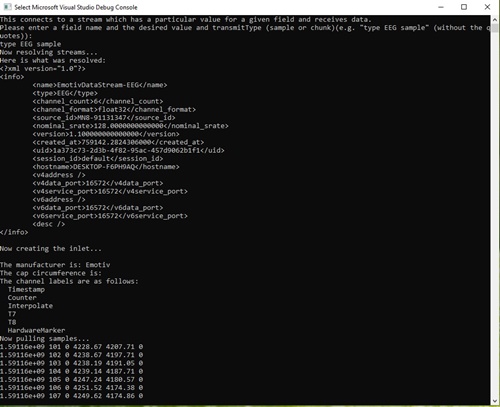 Select Microsoft Visual Studio Debug Console
This connects to a stream which has a particular value for a given field and receives data.
Please enter a field name and the desired value and transmitType (sample or chunk)(e.g. "type EEG sample" (without the q
uotes)):
type EEG sample
Now resolving streams...
Here is what was resolved:
<?xml version="1.0"?>
<info>
<name>EmotivDataStream-EEG</name>
<type>EEG</type>
<channel_count>6</channel_count>
<channel_format>float32</channel_format>
<source_id>MN8-91131347</source_id>
<nominal_srate>128.0000000000000</nominal_srate>
<version>1.100000000000000</version>
<created_at>759142.2824306000</created_at>
<uid>1a373c73-2d3b-4f82-95ac-457d9062b1f1</uid>
<session_id>default</session_id>
<hostname>DESKTOP-F6PH9AQ</hostname>
<v4address />
<v4data_port>16572</v4data_port>
<v4service_port>16572</v4service_port>
<v6address />
<v6data_port>16572</v6data_port>
<v6service_port>16572</v6service_port>
<desc />
</info>
Now creating the inlet...
The manufacturer is: Emotiv
The cap circumference is:
The channel labels are as follows:
Timestamp
Counter
Interpolate
T7
T8
HardwareMarker
Now pulling samples...
1.59116e+09 101 0 4228.67 4207.71 0
1.59116e+09 102 0 4238.67 4197.71 0
1.59116e+09 103 0 4238.19 4191.05 0
1.59116e+09 104 0 4239.14 4187.71 0
1.59116e+09 105 0 4247.24 4180.57 0
1.59116e+09 106 0 4251.52 4174.38 0
1.59116e+09 107 0 4249.62 4174.86 0